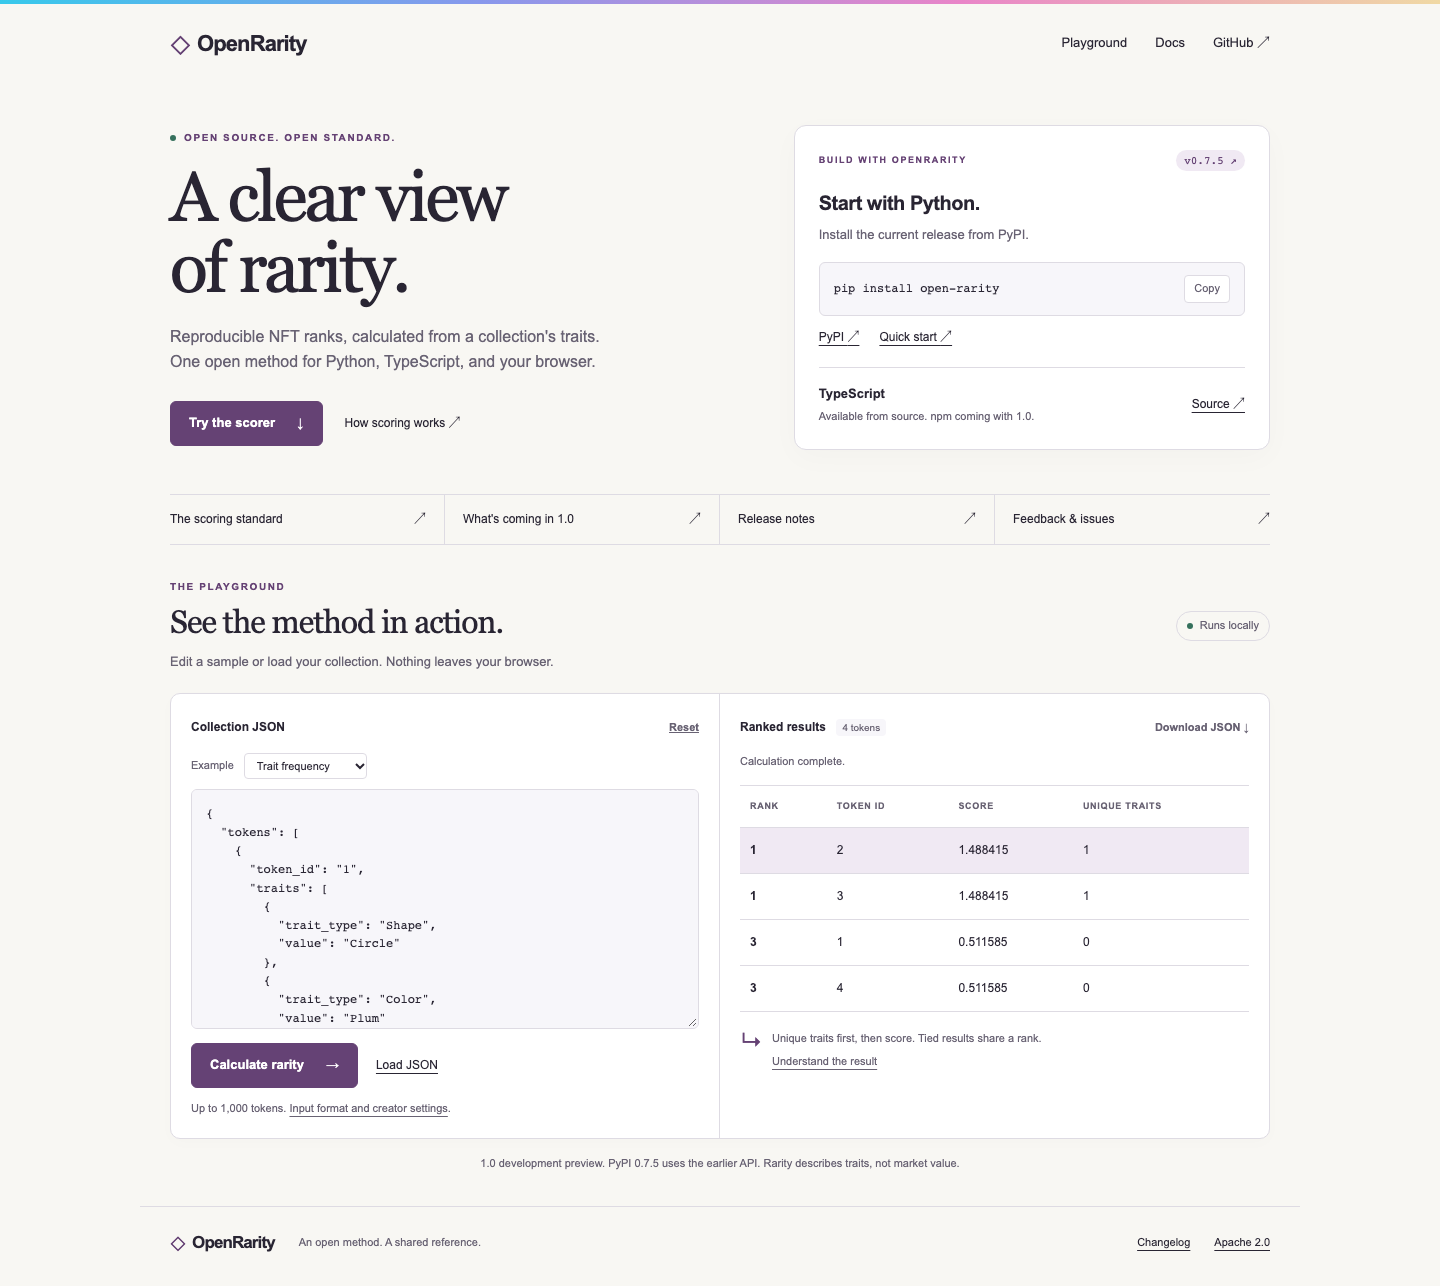 OpenRarity
Playground Docs GitHub ↗
OPEN SOURCE. OPEN STANDARD.
A clear view
of rarity.
Reproducible NFT ranks, calculated from a collection's traits.
One open method for Python, TypeScript, and your browser.
Try the scorer ↓
How scoring works ↗
BUILD WITH OPENRARITY
v0.7.5 ↗
Start with Python.
Install the current release from PyPI.
pip install open-rarity
Copy
PyPI ↗ Quick start ↗
TypeScript
Available from source. npm coming with 1.0.
Source ↗
The scoring standard ↗
What's coming in 1.0 ↗
Release notes ↗
Feedback & issues ↗
THE PLAYGROUND
See the method in action.
Runs locally
Edit a sample or load your collection. Nothing leaves your browser.
Collection JSON
Reset
Example Trait frequency
{
"tokens": [
{
"token_id": "1",
"traits": [
{
"trait_type": "Shape",
"value": "Circle"
},
{
"trait_type": "Color",
"value": "Plum"
Calculate rarity →
Load JSON
Up to 1,000 tokens. Input format and creator settings.
Ranked results 4 tokens
Download JSON ↓
Calculation complete.
RANK TOKEN ID SCORE UNIQUE TRAITS
1 2 1.488415 1
1 3 1.488415 1
3 1 0.511585 0
3 4 0.511585 0
Unique traits first, then score. Tied results share a rank.
Understand the result
1.0 development preview. PyPI 0.7.5 uses the earlier API. Rarity describes traits, not market value.
OpenRarity
An open method. A shared reference.
Changelog Apache 2.0